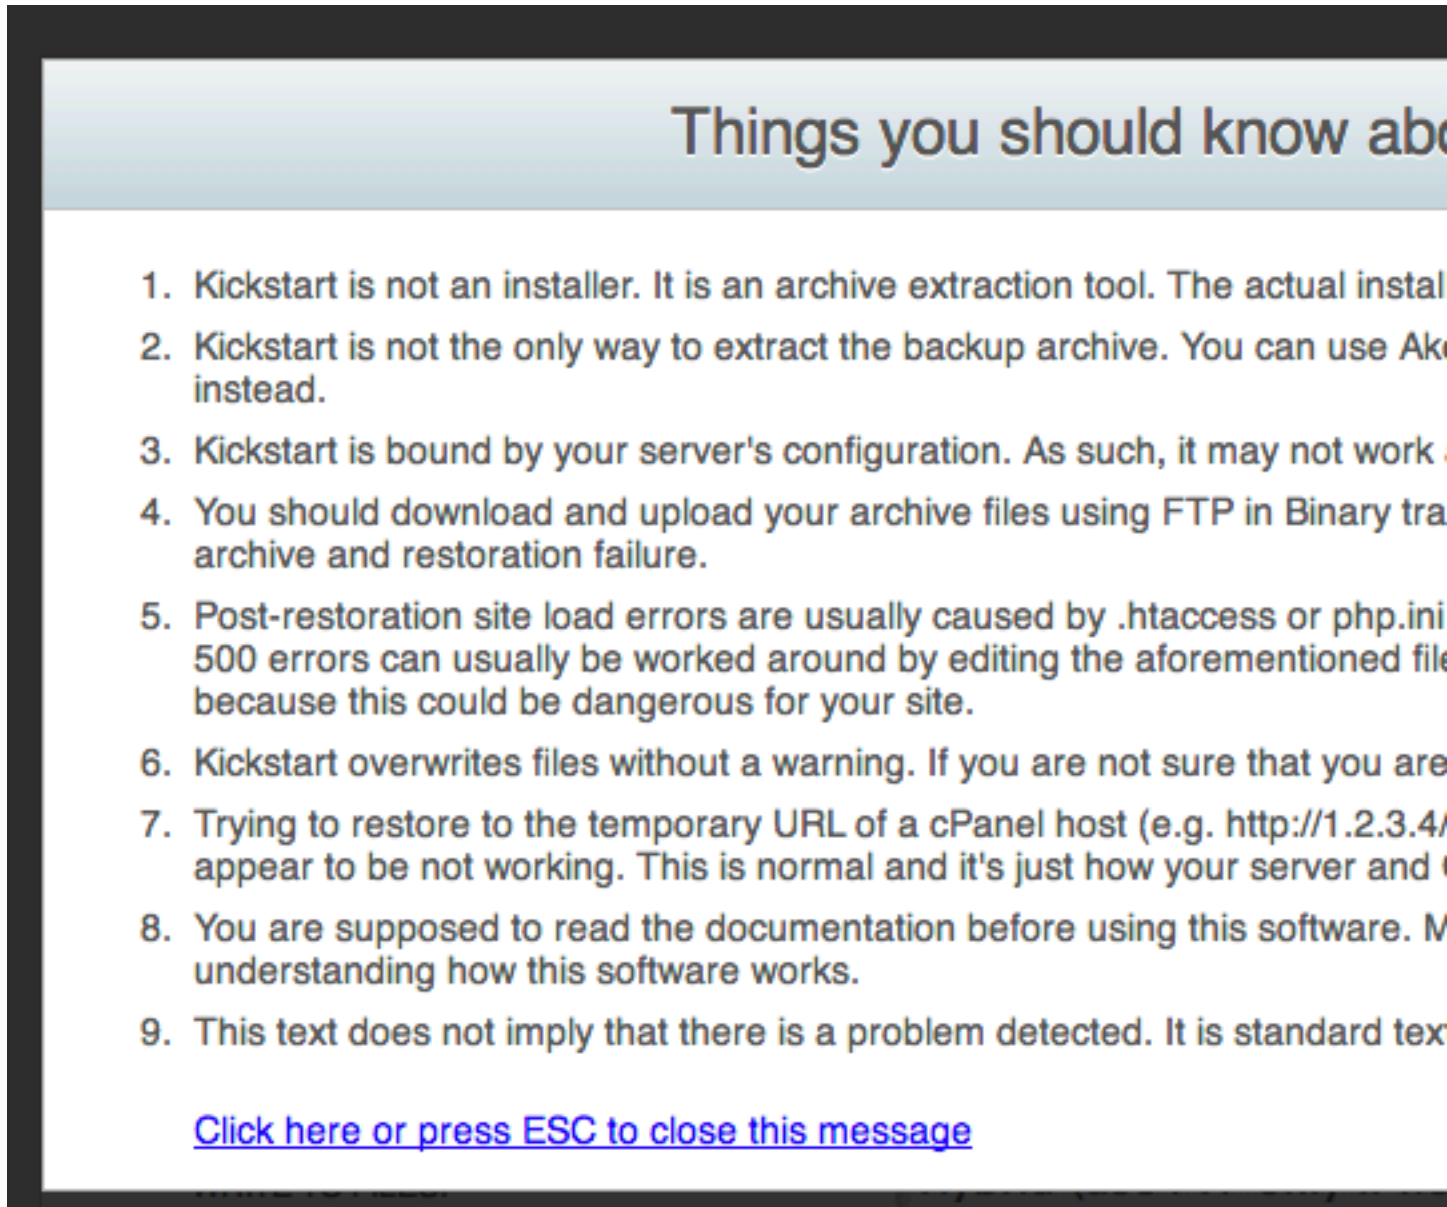 Things you should know abo
1. Kickstart is not an installer. It is an archive extraction tool. The actual instal
2. Kickstart is not the only way to extract the backup archive. You can use Ake
instead.
3. Kickstart is bound by your server's configuration. As such, it may not work a
4. You should download and upload your archive files using FTP in Binary tra
archive and restoration failure.
5. Post-restoration site load errors are usually caused by .htaccess or php.ini
500 errors can usually be worked around by editing the aforementioned file
because this could be dangerous for your site.
6. Kickstart overwrites files without a warning. If you are not sure that you are
7. Trying to restore to the temporary URL of a cPanel host (e.g. http://1.2.3.4/
appear to be not working. This is normal and it's just how your server and
8. You are supposed to read the documentation before using this software. M
understanding how this software works.
9. This text does not imply that there is a problem detected. It is standard tex
Click here or press ESC to close this message